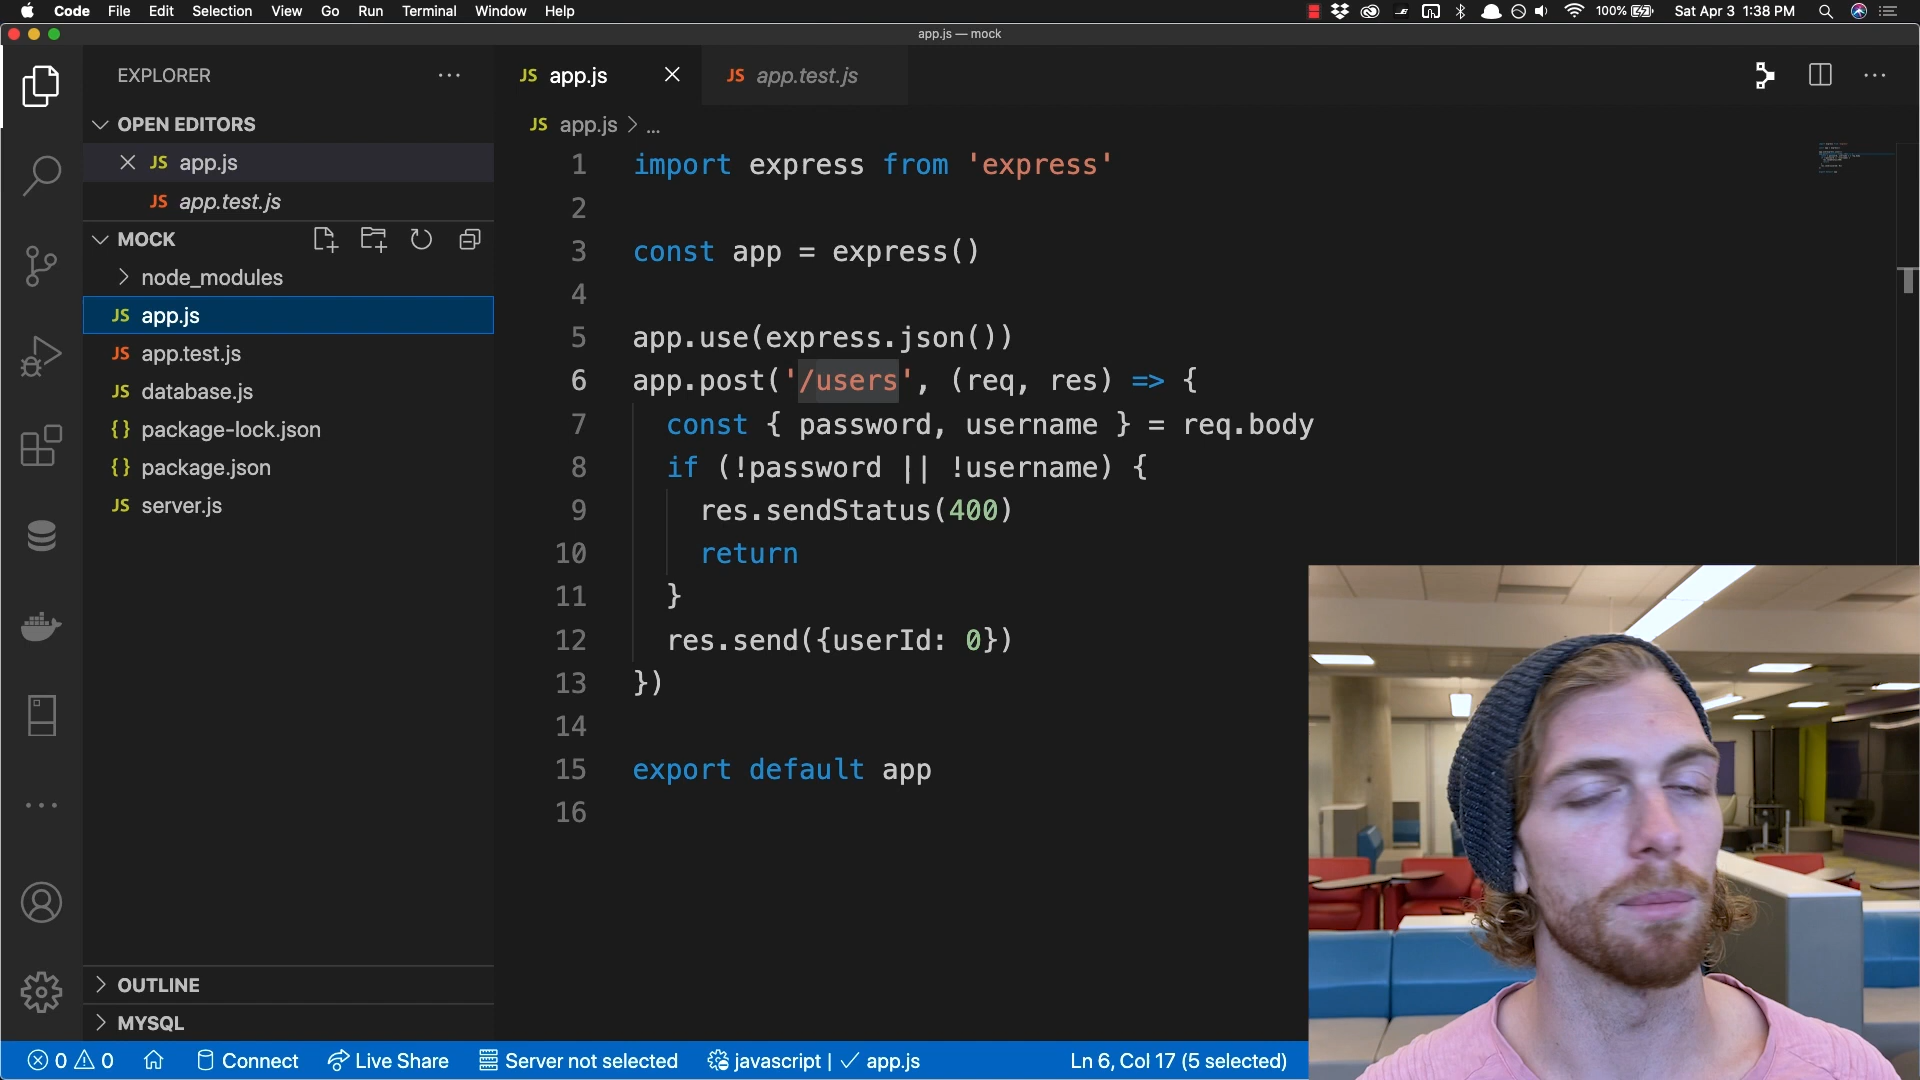 Code File Edit Selection View Go Run Terminal Window Help 100% Sat Apr 3 1:38 PM
app.js — mock
EXPLORER
OPEN EDITORS
JS app.js
JS app.test.js
MOCK
node_modules
JS app.js
JS app.test.js
JS database.js
{} package-lock.json
{} package.json
JS server.js
OUTLINE
MYSQL
JS app.js
JS app.test.js
JS app.js > ...
1 import express from 'express'
2
3 const app = express()
4
5 app.use(express.json())
6 app.post('/users', (req, res) => {
7 const { password, username } = req.body
8 if (!password || !username) {
9 res.sendStatus(400)
10 return
11 }
12 res.send({userId: 0})
13 })
14
15 export default app
16
0 0 Connect Live Share Server not selected javascript | ✓ app.js Ln 6, Col 17 (5 selected)